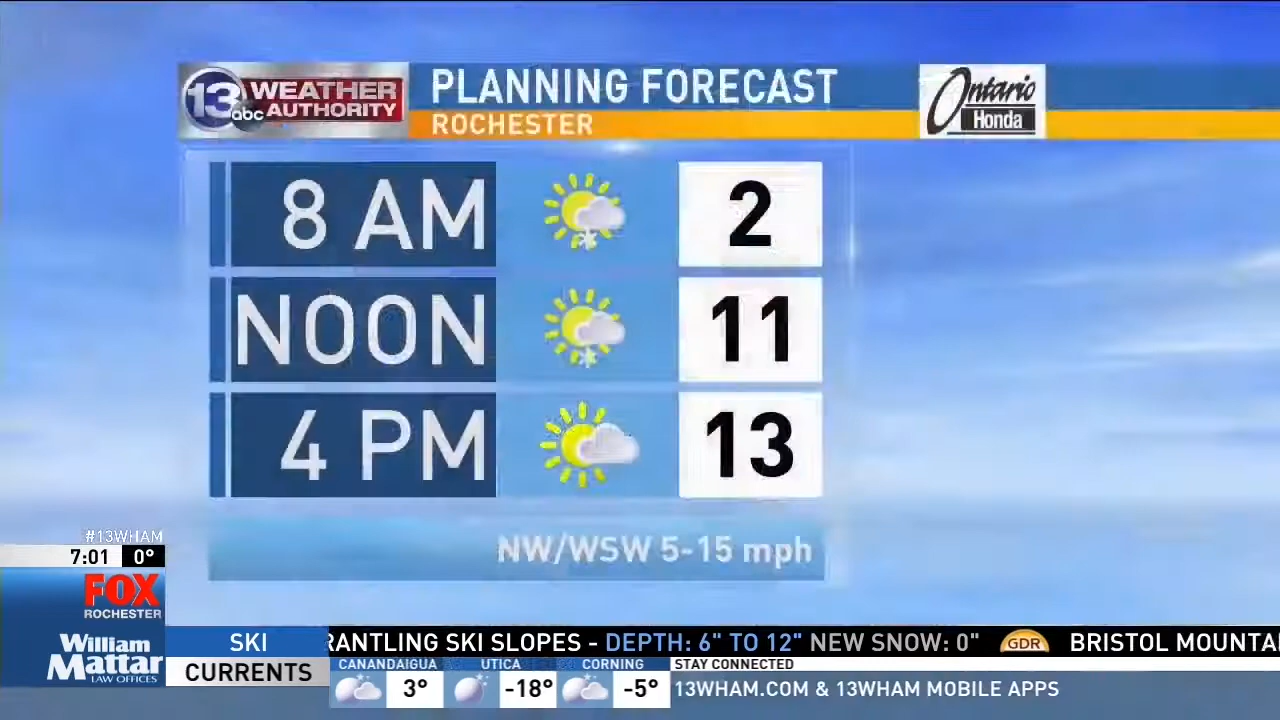 13 abc WEATHER AUTHORITY
PLANNING FORECAST
ROCHESTER
Ontario
Honda
8 AM 2
NOON 11
4 PM 13
NW/WSW 5-15 mph
#13WHAM
7:01 0°
FOX
ROCHESTER
William
Mattar
LAW OFFICES
SKI
RANTLING SKI SLOPES - DEPTH: 6" TO 12" NEW SNOW: 0" GDR BRISTOL MOUNTA
CURRENTS
CANANDAIGUA 3°
UTICA -18°
CORNING -5°
STAY CONNECTED
13WHAM.COM & 13WHAM MOBILE APPS